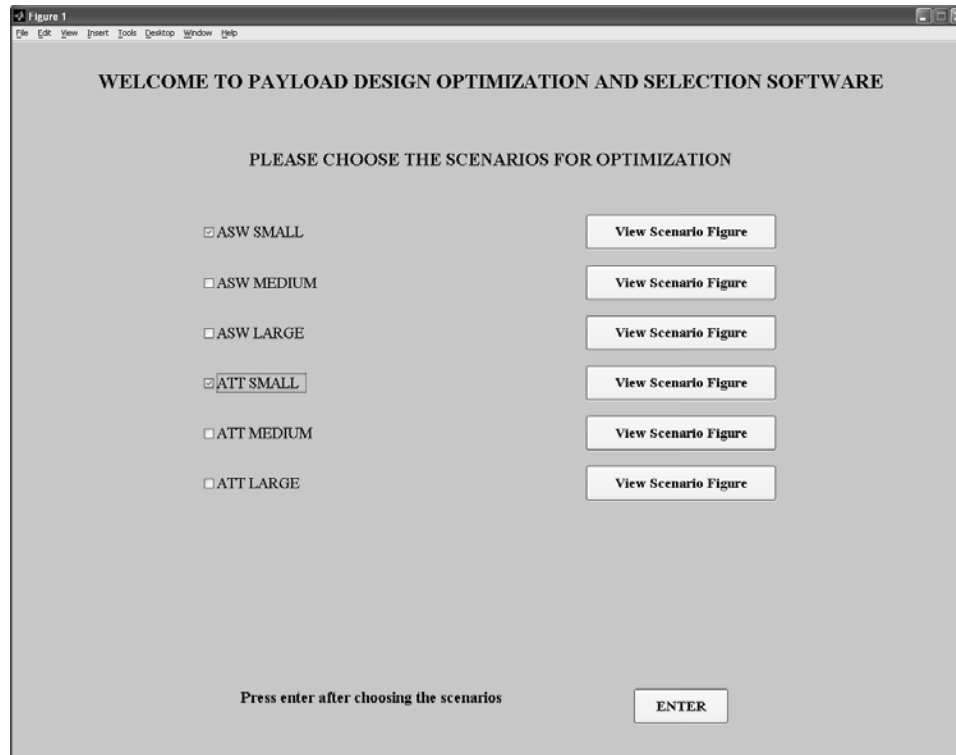 Figure 1
File Edit View Insert Tools Desktop Window Help
WELCOME TO PAYLOAD DESIGN OPTIMIZATION AND SELECTION SOFTWARE
PLEASE CHOOSE THE SCENARIOS FOR OPTIMIZATION
ASW SMALL View Scenario Figure
ASW MEDIUM View Scenario Figure
ASW LARGE View Scenario Figure
ATT SMALL View Scenario Figure
ATT MEDIUM View Scenario Figure
ATT LARGE View Scenario Figure
Press enter after choosing the scenarios ENTER